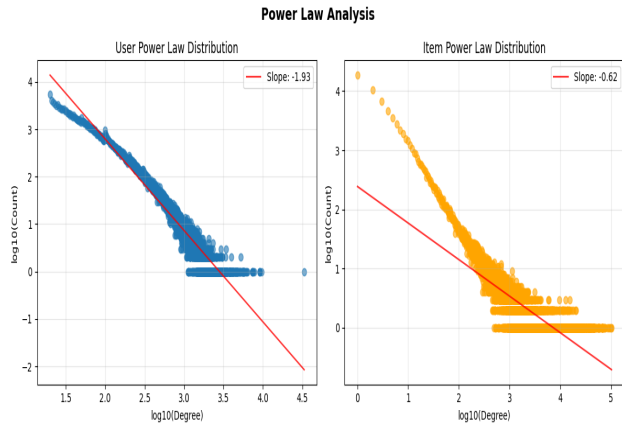 Power Law Analysis
User Power Law Distribution
Slope: -1.93
4
3
2
1
0
−1
−2
log10(Count)
1.5 2.0 2.5 3.0 3.5 4.0 4.5
log10(Degree)
Item Power Law Distribution
Slope: -0.62
4
3
2
1
0
log10(Count)
0 1 2 3 4 5
log10(Degree)